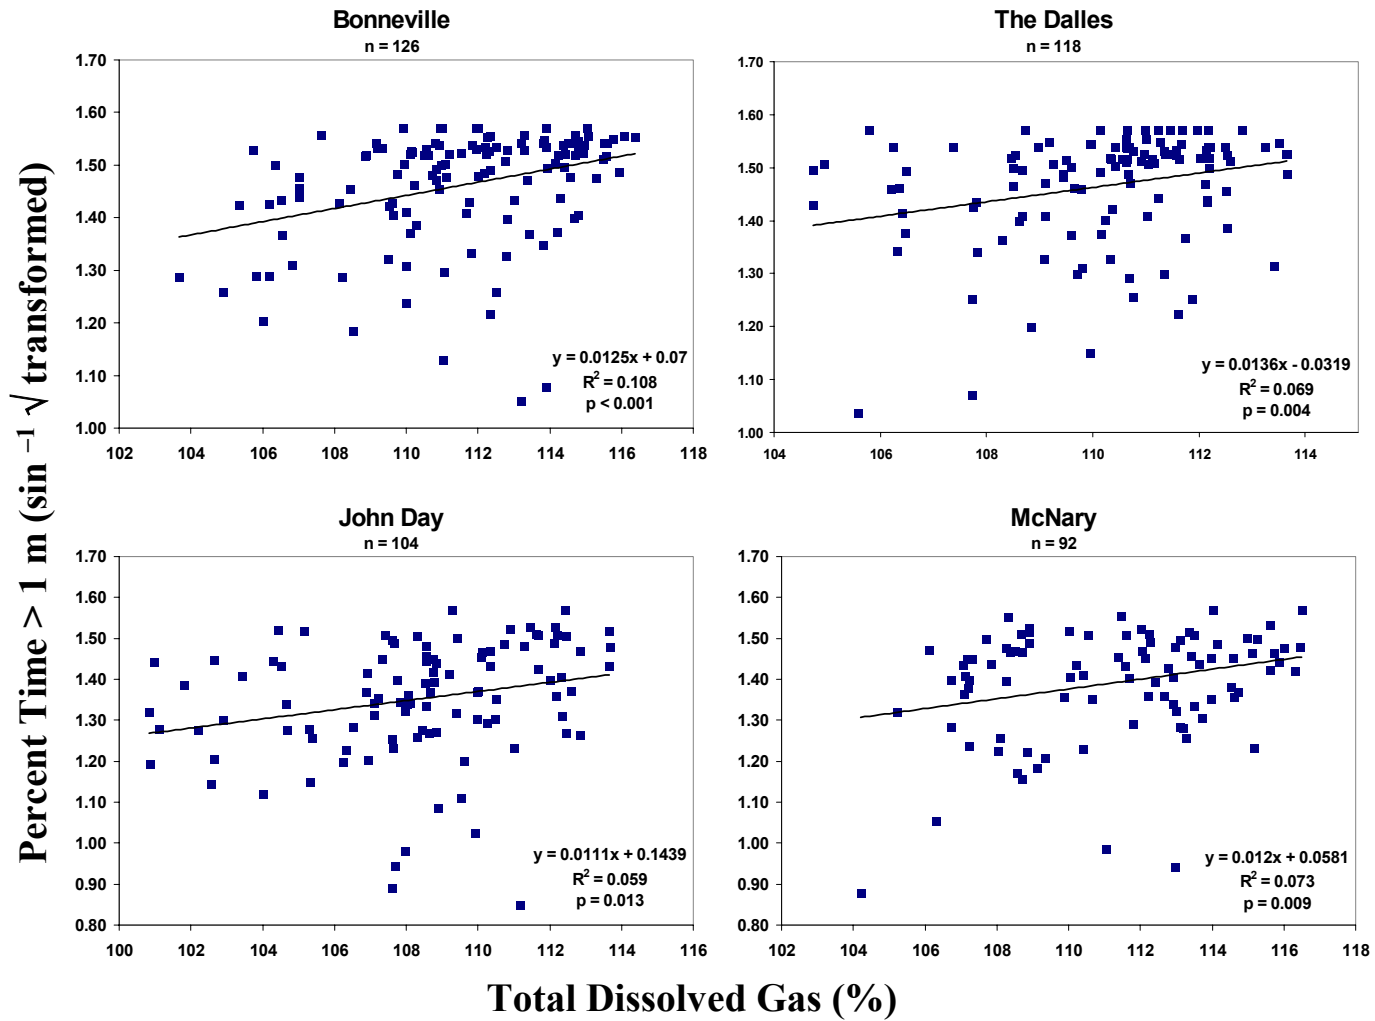 Percent Time > 1 m (sin⁻¹ √ transformed)
Bonneville
n = 126
1.70
1.60
1.50
1.40
1.30
1.20
1.10
1.00
y = 0.0125x + 0.07
R² = 0.108
p < 0.001
102 104 106 108 110 112 114 116 118
The Dalles
n = 118
1.70
1.60
1.50
1.40
1.30
1.20
1.10
1.00
y = 0.0136x - 0.0319
R² = 0.069
p = 0.004
104 106 108 110 112 114
John Day
n = 104
1.70
1.60
1.50
1.40
1.30
1.20
1.10
1.00
0.90
0.80
y = 0.0111x + 0.1439
R² = 0.059
p = 0.013
100 102 104 106 108 110 112 114 116
McNary
n = 92
1.70
1.60
1.50
1.40
1.30
1.20
1.10
1.00
0.90
0.80
y = 0.012x + 0.0581
R² = 0.073
p = 0.009
102 104 106 108 110 112 114 116 118
Total Dissolved Gas (%)